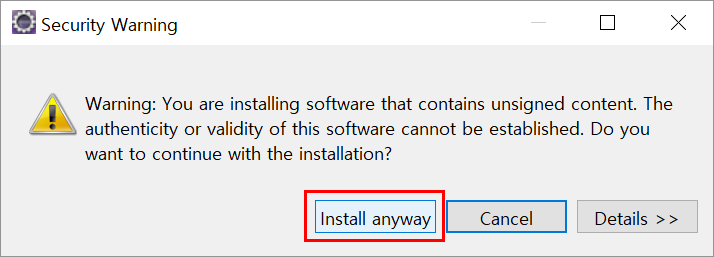 Security Warning
Warning: You are installing software that contains unsigned content. The
authenticity or validity of this software cannot be established. Do you
want to continue with the installation?
Install anyway Cancel Details >>